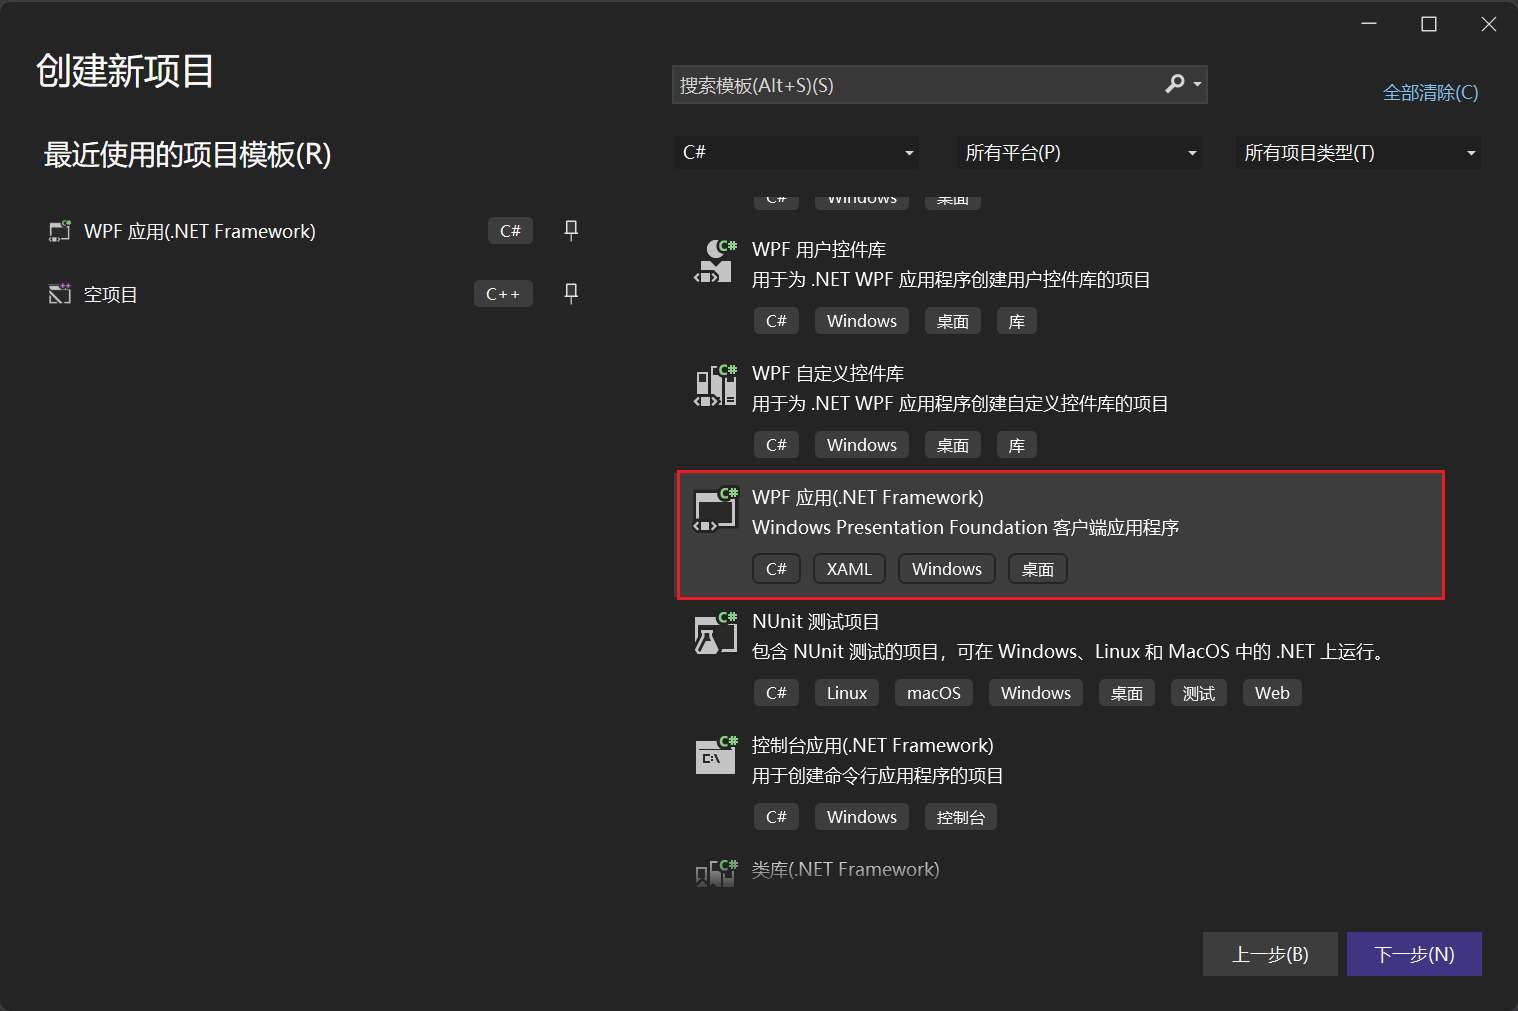 创建新项目
搜索模板(Alt+S)(S)
全部清除(C)
最近使用的项目模板(R)
C# 所有平台(P) 所有项目类型(T)
WPF 应用(.NET Framework) C#
空项目 C++
C# Windows 桌面
WPF 用户控件库
用于为 .NET WPF 应用程序创建用户控件库的项目
C# Windows 桌面 库
WPF 自定义控件库
用于为 .NET WPF 应用程序创建自定义控件库的项目
C# Windows 桌面 库
WPF 应用(.NET Framework)
Windows Presentation Foundation 客户端应用程序
C# XAML Windows 桌面
NUnit 测试项目
包含 NUnit 测试的项目，可在 Windows、Linux 和 MacOS 中的 .NET 上运行。
C# Linux macOS Windows 桌面 测试 Web
控制台应用(.NET Framework)
用于创建命令行应用程序的项目
C# Windows 控制台
类库(.NET Framework)
上一步(B) 下一步(N)